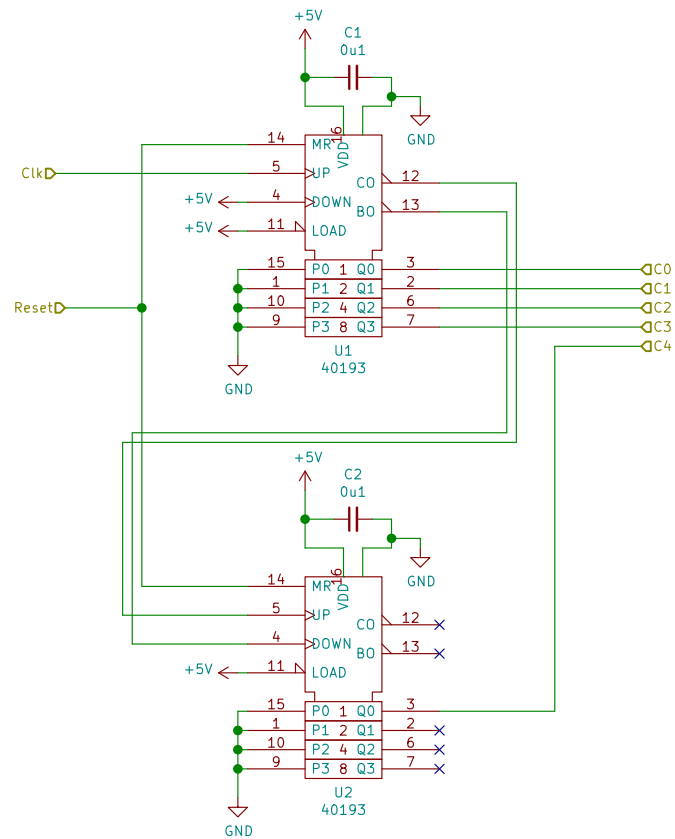 +5V
C1
0u1
GND
14 MR
16
VDD
Clk 5 UP
CO 12
+5V 4 DOWN
BO 13
+5V 11 LOAD
15 P0 1 Q0 3 C0
1 P1 2 Q1 2 C1
Reset 10 P2 4 Q2 6 C2
9 P3 8 Q3 7 C3
C4
U1
40193
GND
+5V
C2
0u1
GND
14 MR
16
VDD
5 UP
CO 12
4 DOWN
BO 13
+5V 11 LOAD
15 P0 1 Q0 3
1 P1 2 Q1 2
10 P2 4 Q2 6
9 P3 8 Q3 7
U2
40193
GND